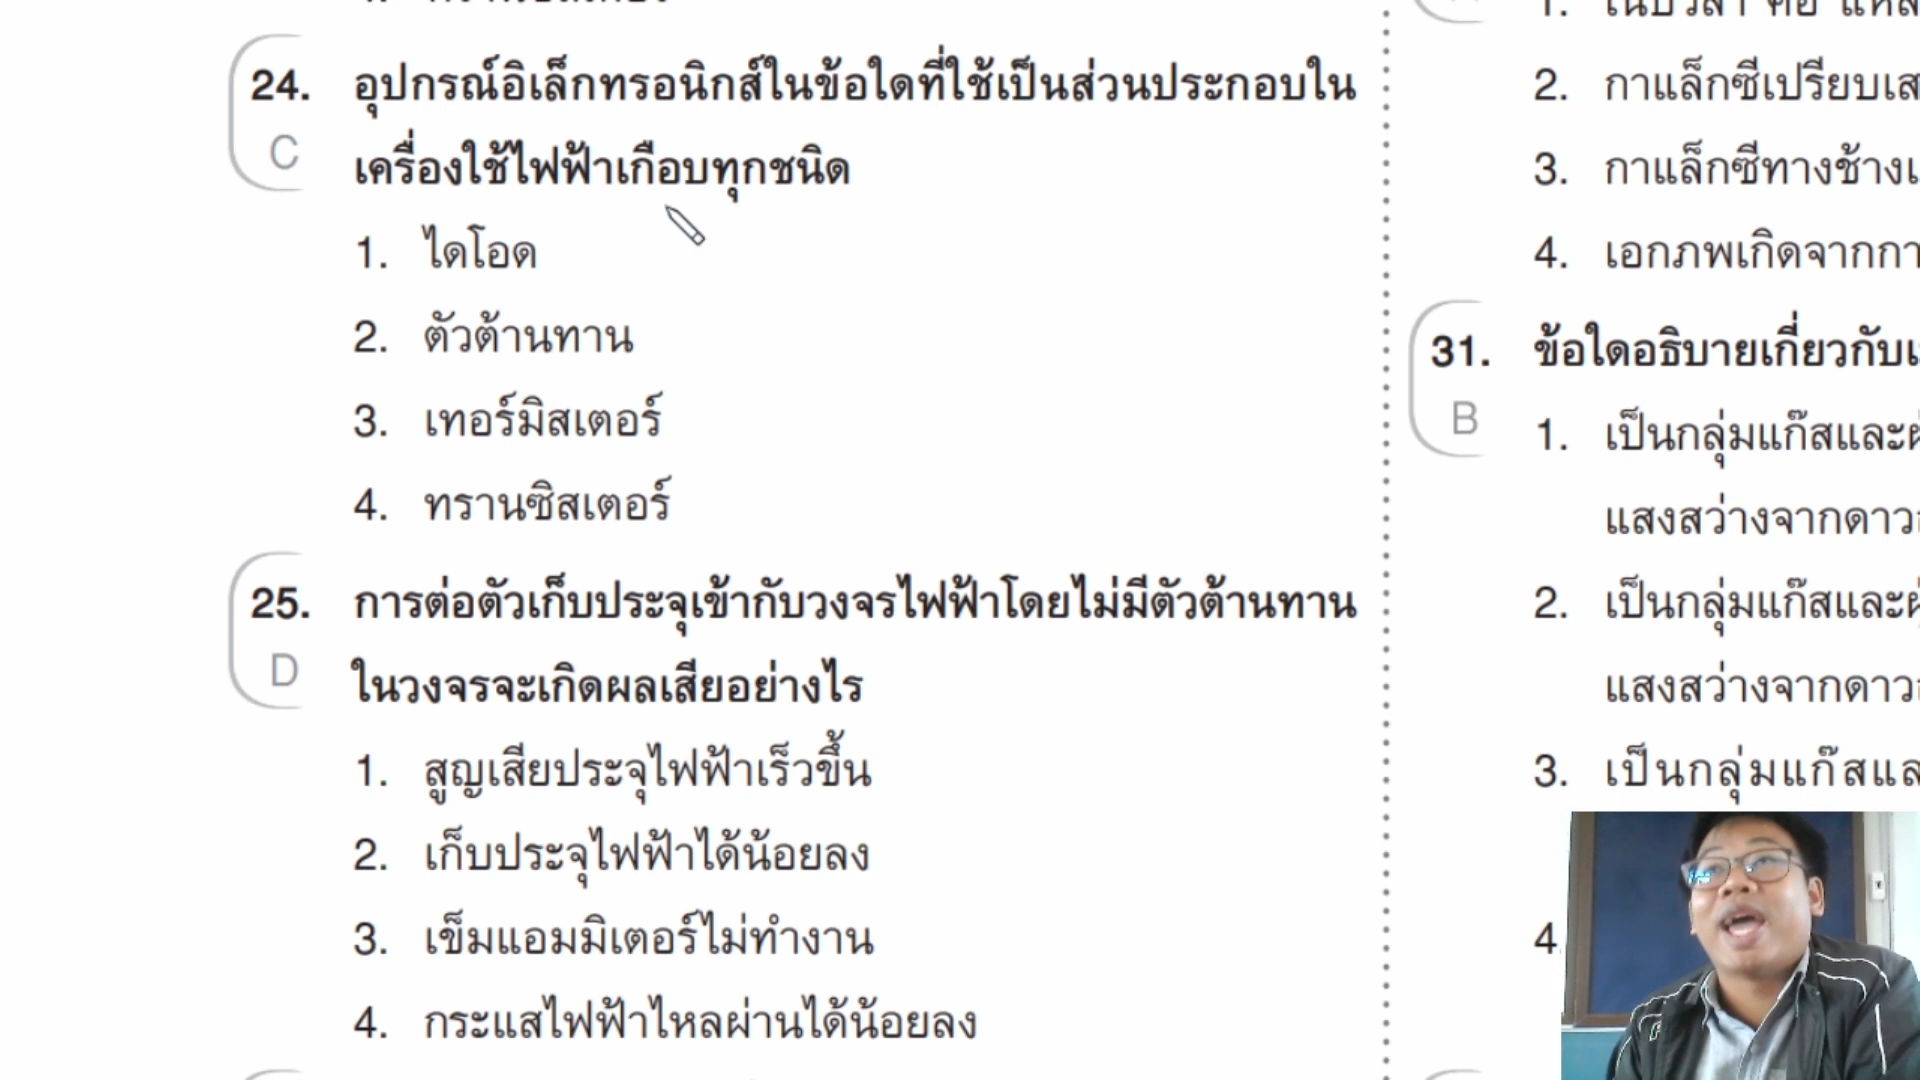 24. อุปกรณ์อิเล็กทรอนิกส์ในข้อใดที่ใช้เป็นส่วนประกอบใน
C เครื่องใช้ไฟฟ้าเกือบทุกชนิด
1. ไดโอด
2. ตัวต้านทาน
3. เทอร์มิสเตอร์
4. ทรานซิสเตอร์
25. การต่อตัวเก็บประจุเข้ากับวงจรไฟฟ้าโดยไม่มีตัวต้านทาน
D ในวงจรจะเกิดผลเสียอย่างไร
1. สูญเสียประจุไฟฟ้าเร็วขึ้น
2. เก็บประจุไฟฟ้าได้น้อยลง
3. เข็มแอมมิเตอร์ไม่ทำงาน
4. กระแสไฟฟ้าไหลผ่านได้น้อยลง
1.
2. กาแล็กซีเปรียบเส
3. กาแล็กซีทางช้าง
4. เอกภพเกิดจากกา
31. ข้อใดอธิบายเกี่ยวกับ
B
1. เป็นกลุ่มแก๊สและ
แสงสว่างจากดาว
2. เป็นกลุ่มแก๊สและ
แสงสว่างจากดาว
3. เป็นกลุ่มแก๊สแล
4.